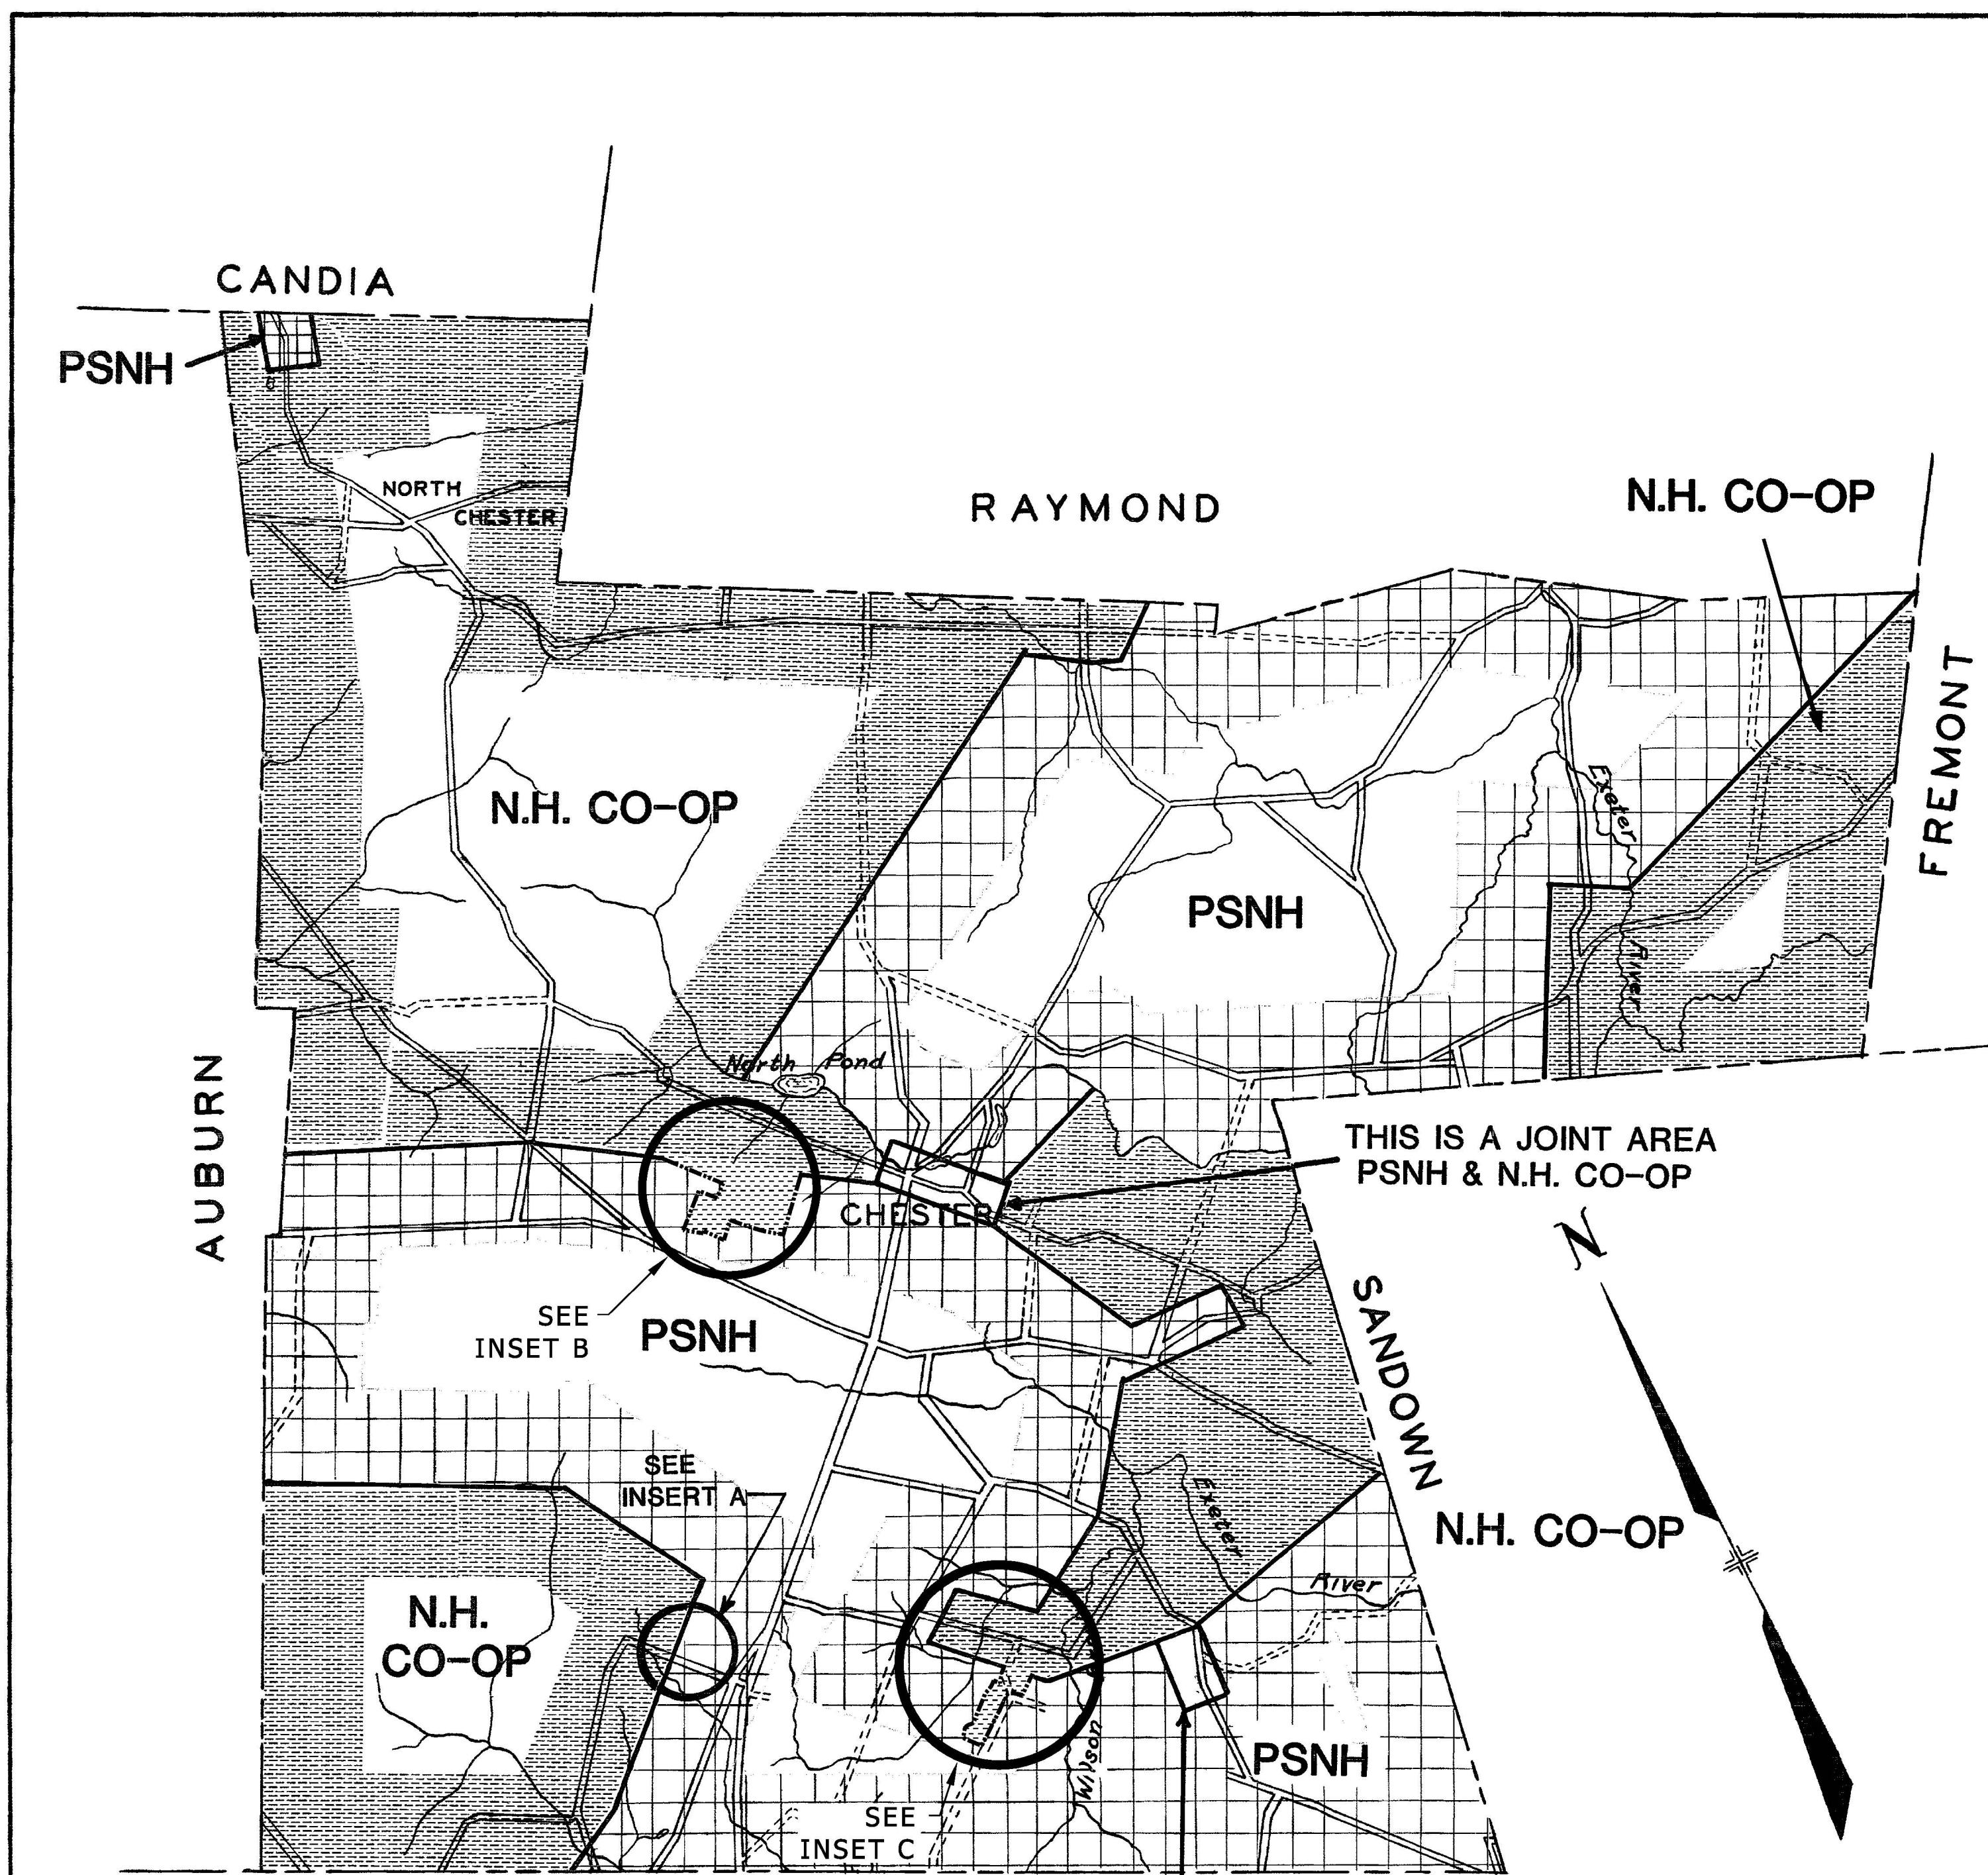 CANDIA
PSNH
6
NORTH
CHESTER
RAYMOND
N.H. CO-OP
FREMONT
N.H. CO-OP
PSNH
Exeter
River
North Pond
AUBURN
THIS IS A JOINT AREA
PSNH & N.H. CO-OP
CHESTER
N
SANDOWN
SEE
INSET B
PSNH
SEE
INSERT A
Exeter
River
N.H. CO-OP
N.H.
CO-OP
Wilson
PSNH
SEE
INSET C